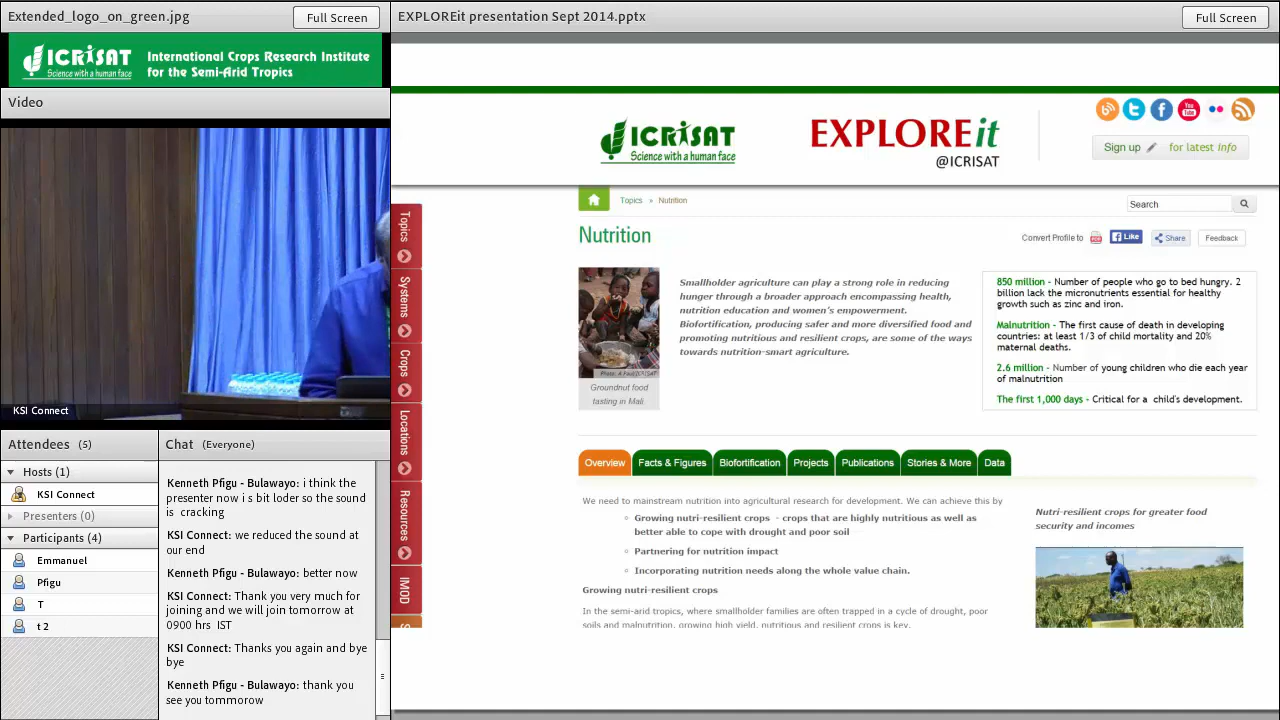 Extended_logo_on_green.jpg
Full Screen
ICRISAT
Science with a human face
International Crops Research Institute
for the Semi-Arid Tropics
Video
KSI Connect
Attendees (5)
Hosts (1)
KSI Connect
Presenters (0)
Participants (4)
Emmanuel
Pfigu
T
t 2
Chat (Everyone)
Kenneth Pfigu - Bulawayo: i think the
presenter now i s bit loder so the sound
is cracking
KSI Connect: we reduced the sound at
our end
Kenneth Pfigu - Bulawayo: better now
KSI Connect: Thank you very much for
joining and we will join tomorrow at
0900 hrs IST
KSI Connect: Thanks you again and bye
bye
Kenneth Pfigu - Bulawayo: thank you
see you tommorow
EXPLOREit presentation Sept 2014.pptx
Full Screen
ICRISAT
Science with a human face
EXPLOREit
@ICRISAT
You
Tube
Sign up for latest info
Topics » Nutrition
Search
Nutrition
Convert Profile to
Like
Share
Feedback
Topics
Systems
Crops
Locations
Resources
IMOD
Photo: A Paul/ICRISAT
Groundnut food
tasting in Mali
Smallholder agriculture can play a strong role in reducing
hunger through a broader approach encompassing health,
nutrition education and women's empowerment.
Biofortification, producing safer and more diversified food and
promoting nutritious and resilient crops, are some of the ways
towards nutrition-smart agriculture.
850 million - Number of people who go to bed hungry. 2
billion lack the micronutrients essential for healthy
growth such as zinc and iron.
Malnutrition - The first cause of death in developing
countries: at least 1/3 of child mortality and 20%
maternal deaths.
2.6 million - Number of young children who die each year
of malnutrition
The first 1,000 days - Critical for a child's development.
Overview
Facts & Figures
Biofortification
Projects
Publications
Stories & More
Data
We need to mainstream nutrition into agricultural research for development. We can achieve this by
Growing nutri-resilient crops - crops that are highly nutritious as well as
better able to cope with drought and poor soil
Partnering for nutrition impact
Incorporating nutrition needs along the whole value chain.
Growing nutri-resilient crops
In the semi-arid tropics, where smallholder families are often trapped in a cycle of drought, poor
soils and malnutrition, growing high yield, nutritious and resilient crops is key.
Nutri-resilient crops for greater food
security and incomes